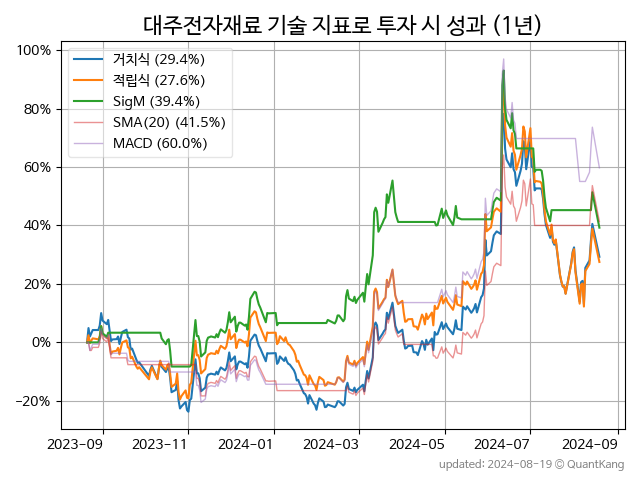 대주전자재료 기술 지표로 투자 시 성과 (1년)
100%
80%
60%
40%
20%
0%
−20%
거치식 (29.4%)
적립식 (27.6%)
SigM (39.4%)
SMA(20) (41.5%)
MACD (60.0%)
2023-09
2023-11
2024-01
2024-03
2024-05
2024-07
2024-09
updated: 2024-08-19 © QuantKang